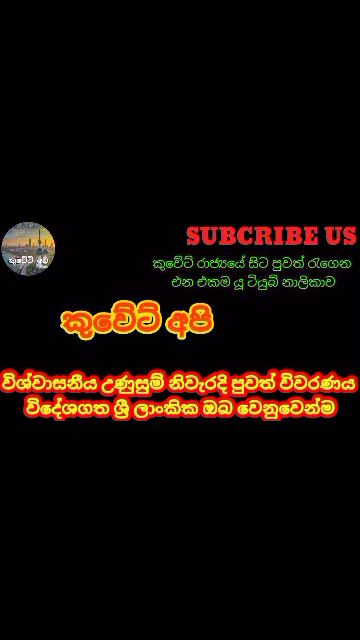 SUBCRIBE US
කුවේට් අපි
කුවේට් රාජ්‍යයේ සිට පුවත් රැගෙන
එන එකම යූ ටියුබ් නාලිකාව
කුවේට් අපි
විශ්වාසනීය උණුසුම් නිවැරදි පුවත් විවරණය
විදේශගත ශ්‍රී ලාංකික ඔබ වෙනුවෙන්ම